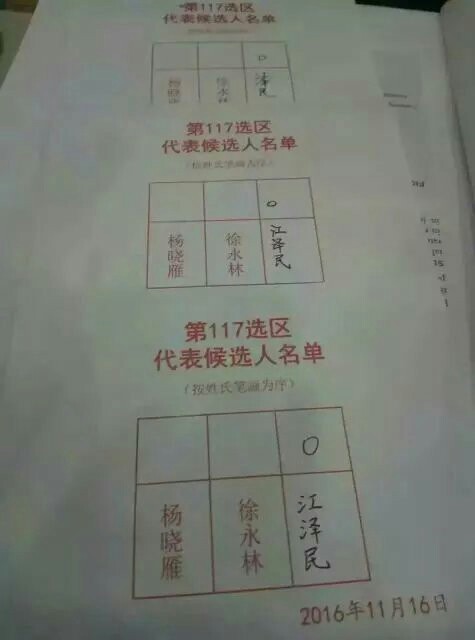 第117选区
代表候选人名单
○
杨晓雁 徐永林 江泽民
第117选区
代表候选人名单
(按姓氏笔画为序)
○
杨晓雁 徐永林 江泽民
第117选区
代表候选人名单
(按姓氏笔画为序)
○
杨晓雁 徐永林 江泽民
2016年11月16日